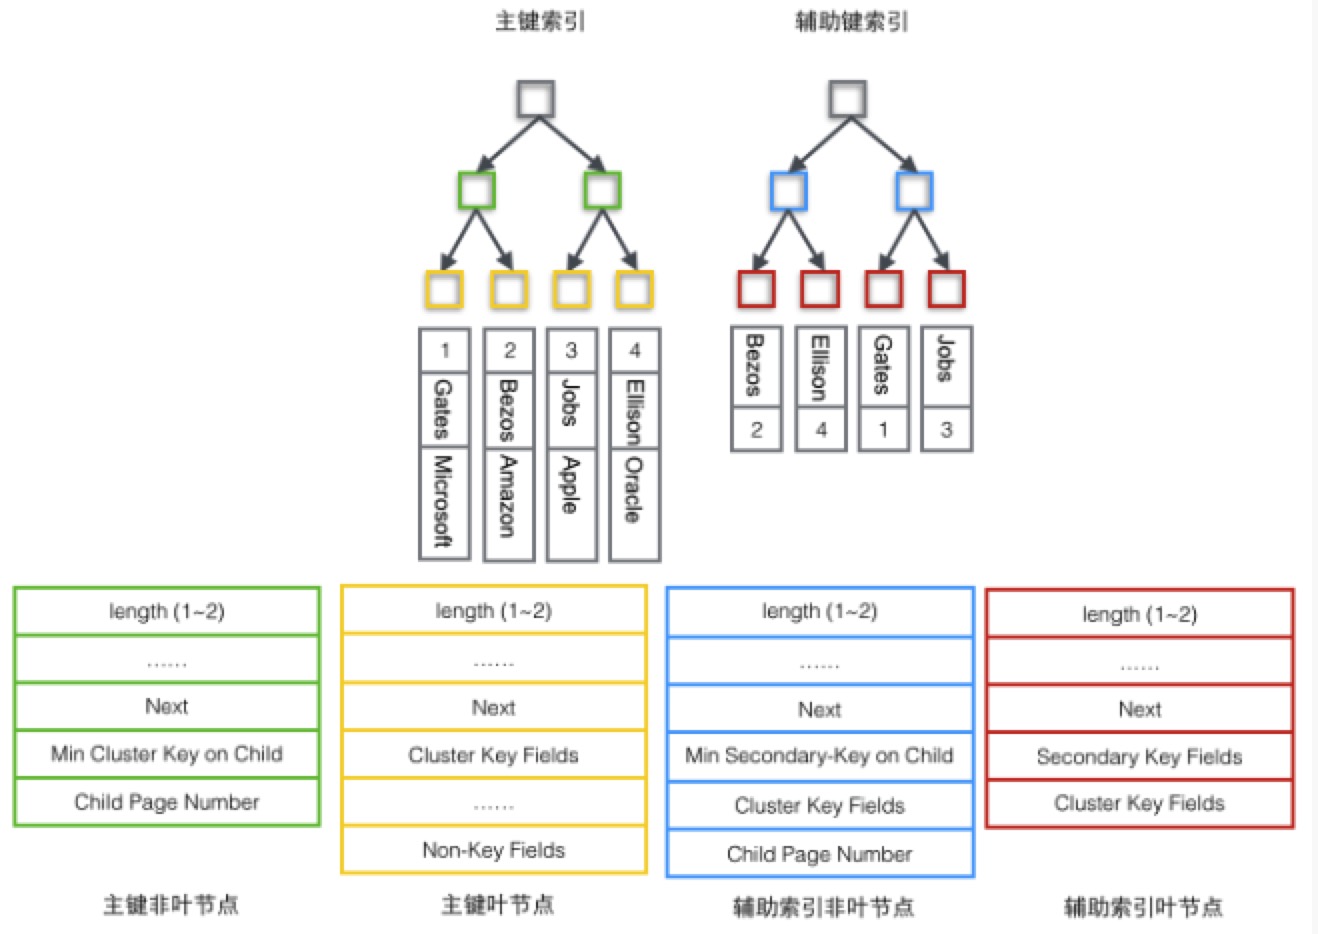 主键索引
辅助键索引
1
2
3
4
Gates
Bezos
Jobs
Ellison
Microsoft
Amazon
Apple
Oracle
Bezos
Ellison
Gates
Jobs
2
4
1
3
length (1~2)
......
Next
Min Cluster Key on Child
Child Page Number
主键非叶节点
length (1~2)
......
Next
Cluster Key Fields
......
Non-Key Fields
主键叶节点
length (1~2)
......
Next
Min Secondary-Key on Child
Cluster Key Fields
Child Page Number
辅助索引非叶节点
length (1~2)
......
Next
Secondary Key Fields
Cluster Key Fields
辅助索引叶节点